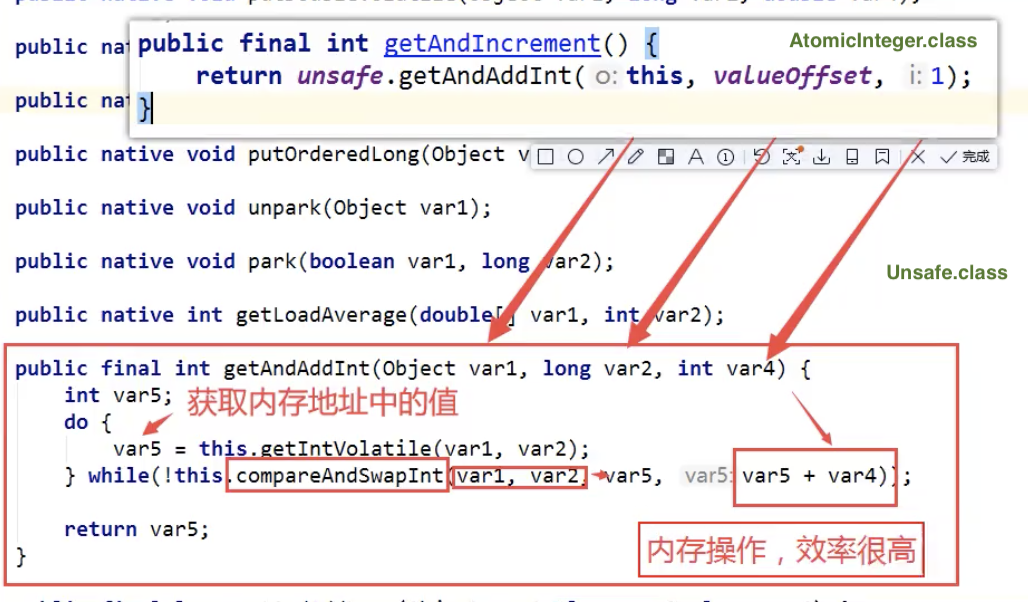 public final int getAndIncrement() {
AtomicInteger.class
return unsafe.getAndAddInt( o: this, valueOffset, i: 1);
}
public nat
public nat
public native void putOrderedLong(Object v
完成
public native void unpark(Object var1);
public native void park(boolean var1, long var2);
Unsafe.class
public native int getLoadAverage(double[] var1, int var2);
public final int getAndAddInt(Object var1, long var2, int var4) {
int var5;
获取内存地址中的值
do {
var5 = this.getIntVolatile(var1, var2);
} while(!this.compareAndSwapInt(var1, var2, var5, var5: var5 + var4));
return var5;
内存操作，效率很高
}